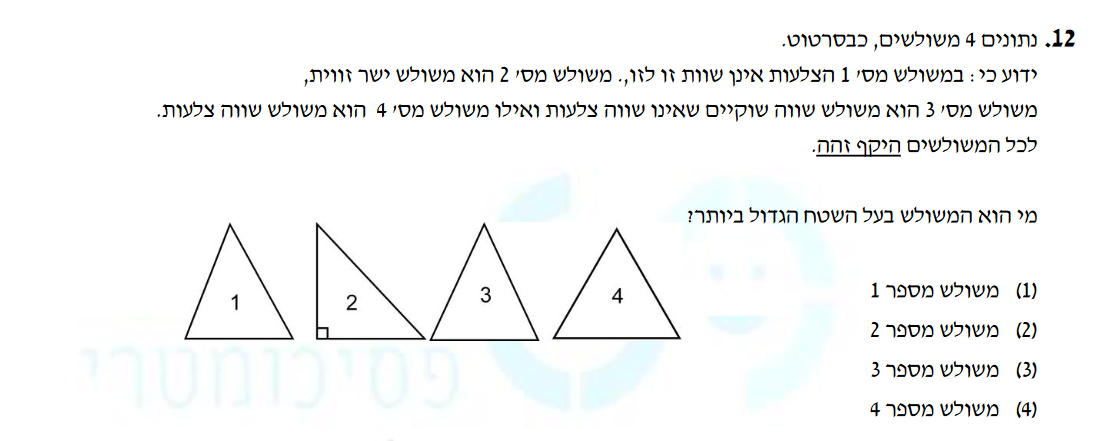 12. נתונים 4 משולשים, כבסרטוט.
ידוע כי: במשולש מס' 1 הצלעות אינן שוות זו לזו,. משולש מס' 2 הוא משולש ישר זווית,
משולש מס' 3 הוא משולש שווה שוקיים שאינו שווה צלעות ואילו משולש מס' 4 הוא משולש שווה צלעות.
לכל המשולשים היקף זהה.
מי הוא המשולש בעל השטח הגדול ביותר?
1 2 3 4
(1) משולש מספר 1
(2) משולש מספר 2
(3) משולש מספר 3
(4) משולש מספר 4
פסיכומטרי